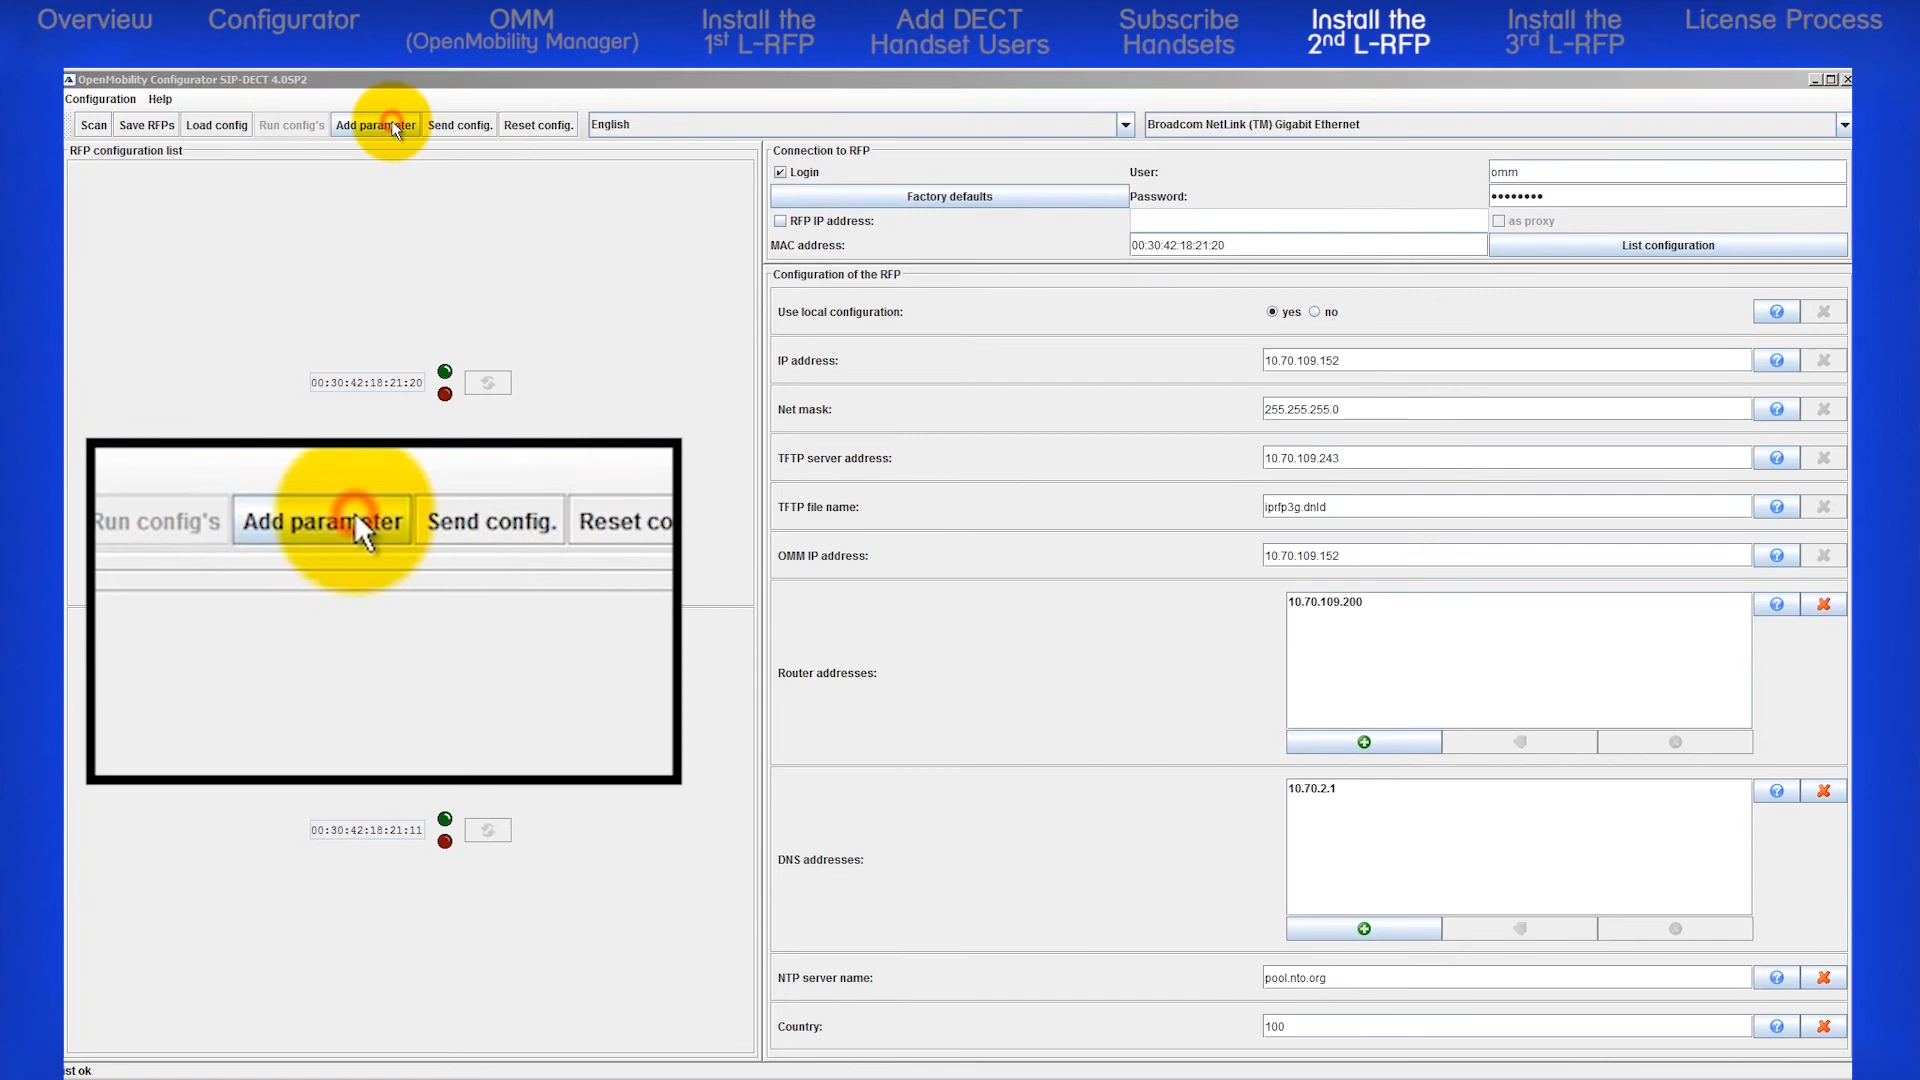 Overview
Configurator
OMM
(OpenMobility Manager)
Install the
1st L-RFP
Add DECT
Handset Users
Subscribe
Handsets
Install the
2nd L-RFP
Install the
3rd L-RFP
License Process
OpenMobility Configurator SIP-DECT 4.0SP2
Configuration Help
Scan Save RFPs Load config Run config's Add parameter Send config. Reset config. English Broadcom NetLink (TM) Gigabit Ethernet
RFP configuration list
00:30:42:18:21:20
Run config's Add parameter Send config. Reset co
00:30:42:18:21:11
Connection to RFP
Login User: omm
Factory defaults Password: ••••••••
RFP IP address: as proxy
MAC address: 00:30:42:18:21:20 List configuration
Configuration of the RFP
Use local configuration: yes no
IP address: 10.70.109.152
Net mask: 255.255.255.0
TFTP server address: 10.70.109.243
TFTP file name: iprfp3g.dnld
OMM IP address: 10.70.109.152
10.70.109.200
Router addresses:
10.70.2.1
DNS addresses:
NTP server name: pool.nto.org
Country: 100
ist ok